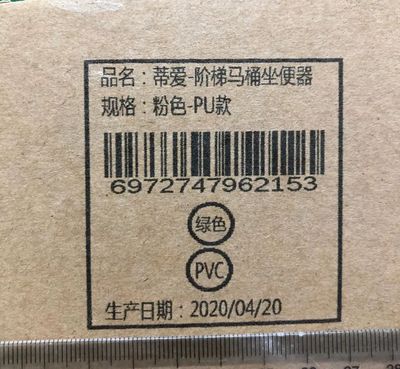 品名：蒂爱-阶梯马桶坐便器
规格：粉色-PU款
6972747962153
绿色
PVC
生产日期：2020/04/20